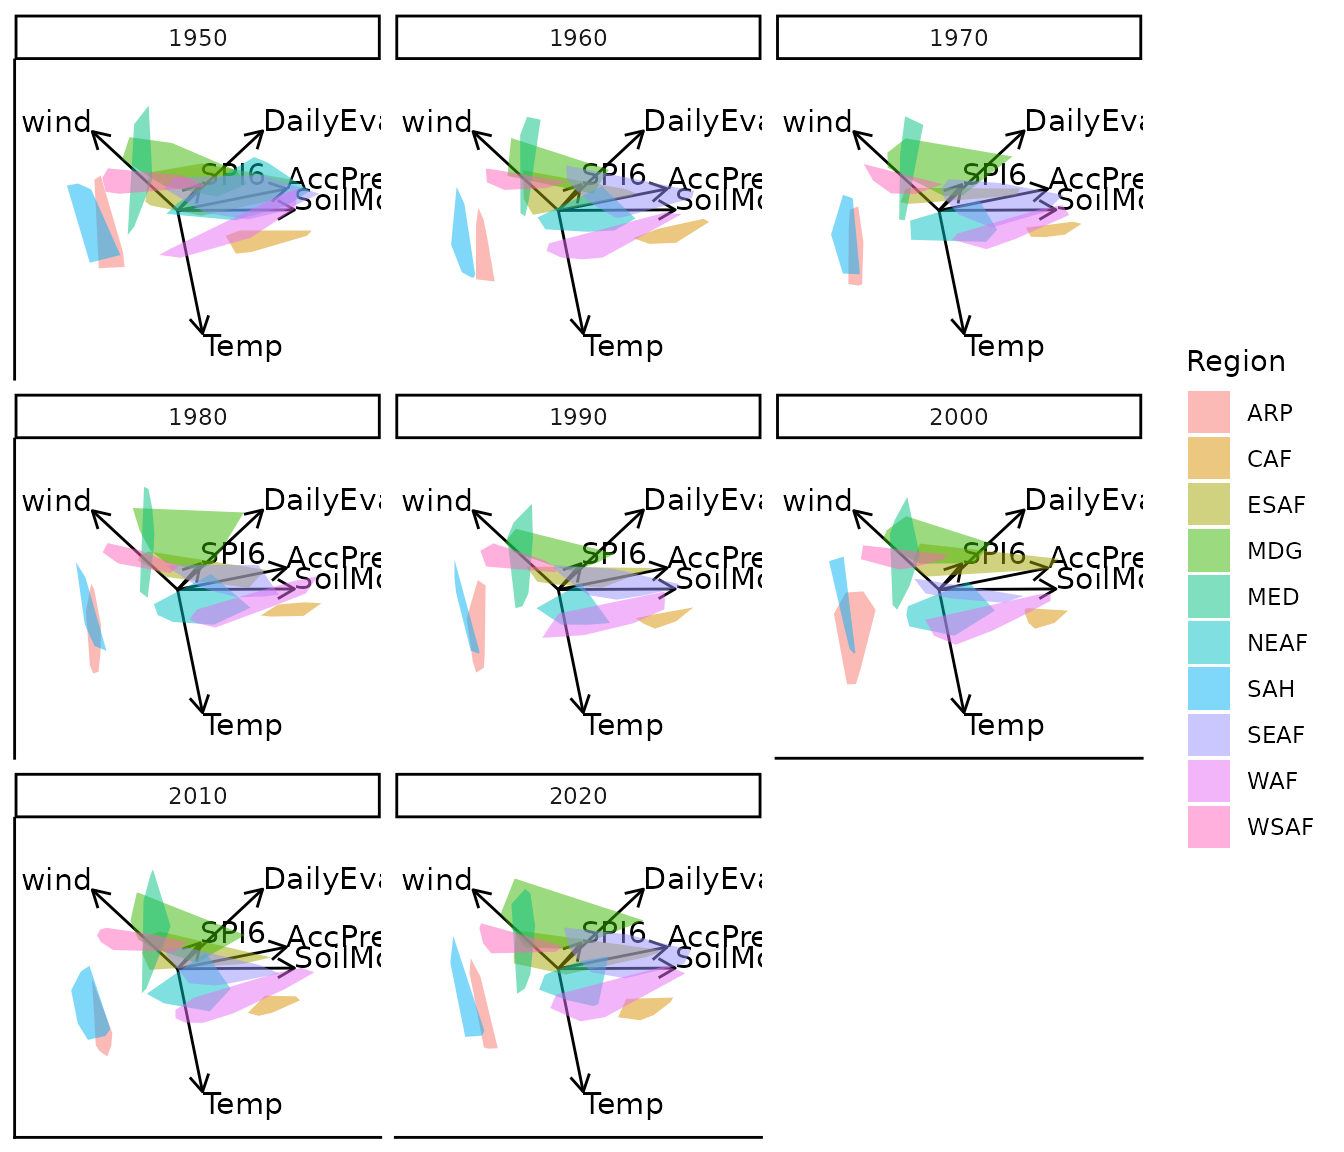 1950
1960
1970
wind
DailyEva
SPI6
AccPre
SoilMo
Temp
wind
DailyEva
SPI6
AccPre
SoilMo
Temp
wind
DailyEva
SPI6
AccPre
SoilMo
Temp
1980
1990
2000
wind
DailyEva
SPI6
AccPre
SoilMo
Temp
wind
DailyEva
SPI6
AccPre
SoilMo
Temp
wind
DailyEva
SPI6
AccPre
SoilMo
Temp
2010
2020
wind
DailyEva
SPI6
AccPre
SoilMo
Temp
wind
DailyEva
SPI6
AccPre
SoilMo
Temp
Region
ARP
CAF
ESAF
MDG
MED
NEAF
SAH
SEAF
WAF
WSAF